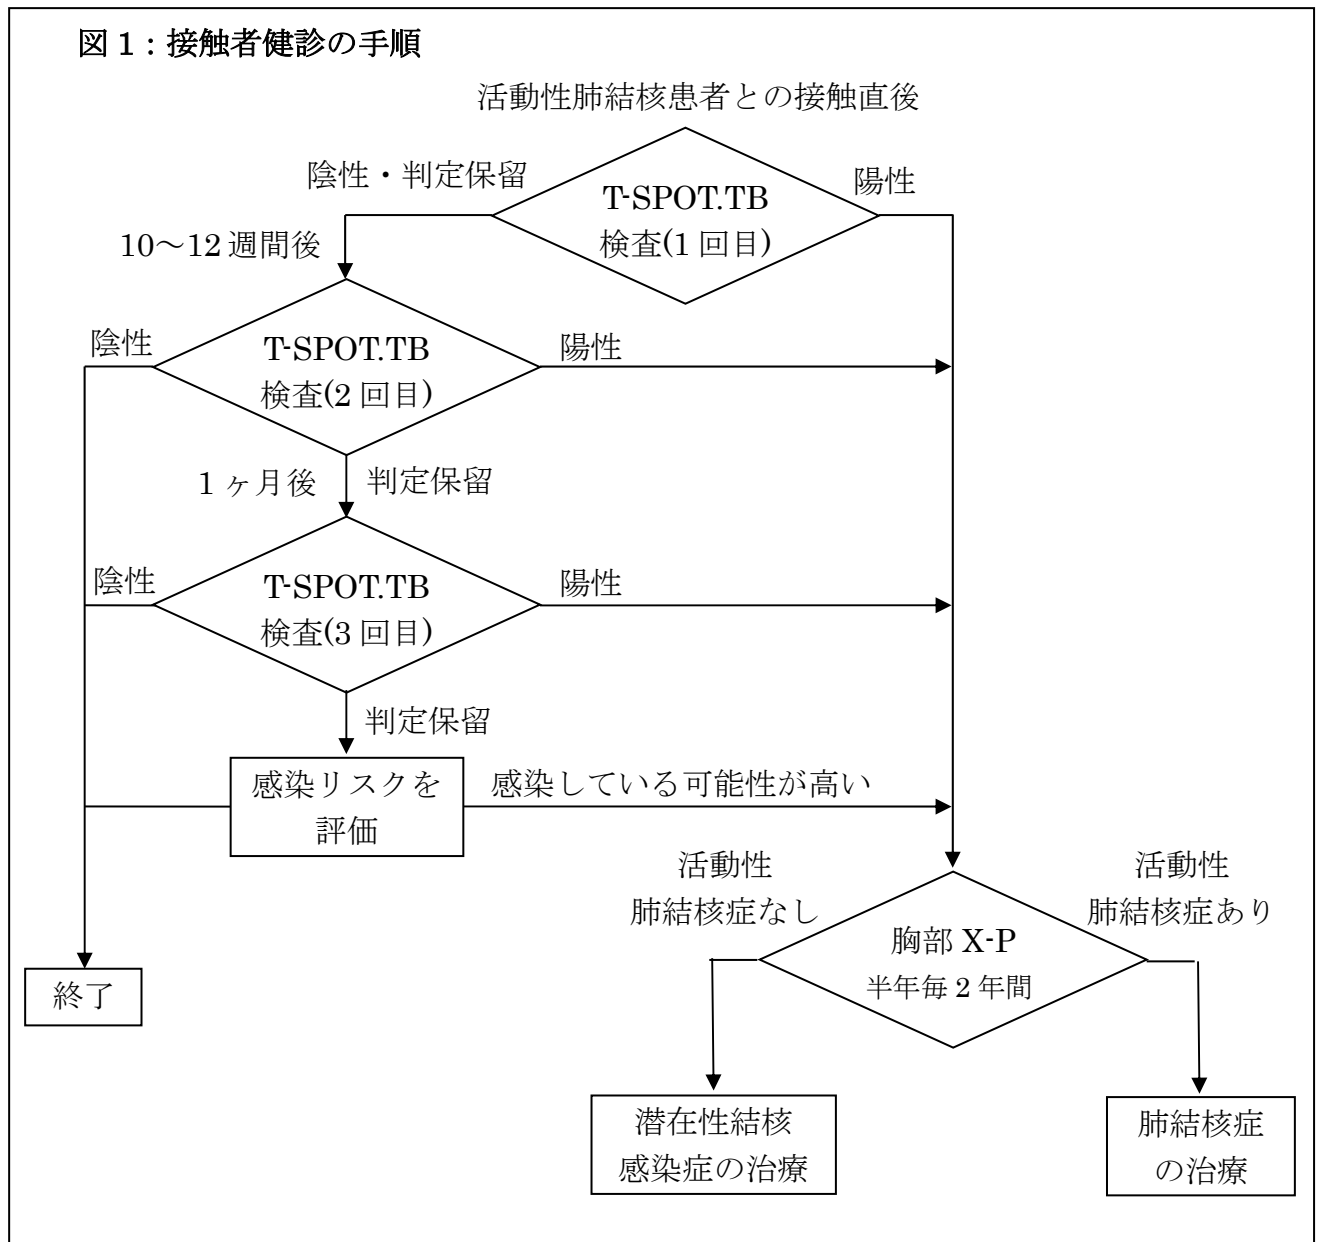 図1：接触者健診の手順
活動性肺結核患者との接触直後
陰性・判定保留
陽性
T-SPOT.TB
検査(1回目)
10～12週間後
陰性
T-SPOT.TB
検査(2回目)
陽性
1ヶ月後
判定保留
陰性
T-SPOT.TB
検査(3回目)
陽性
判定保留
感染リスクを
評価
感染している可能性が高い
活動性
肺結核症なし
活動性
肺結核症あり
胸部 X-P
半年毎2年間
終了
潜在性結核
感染症の治療
肺結核症
の治療